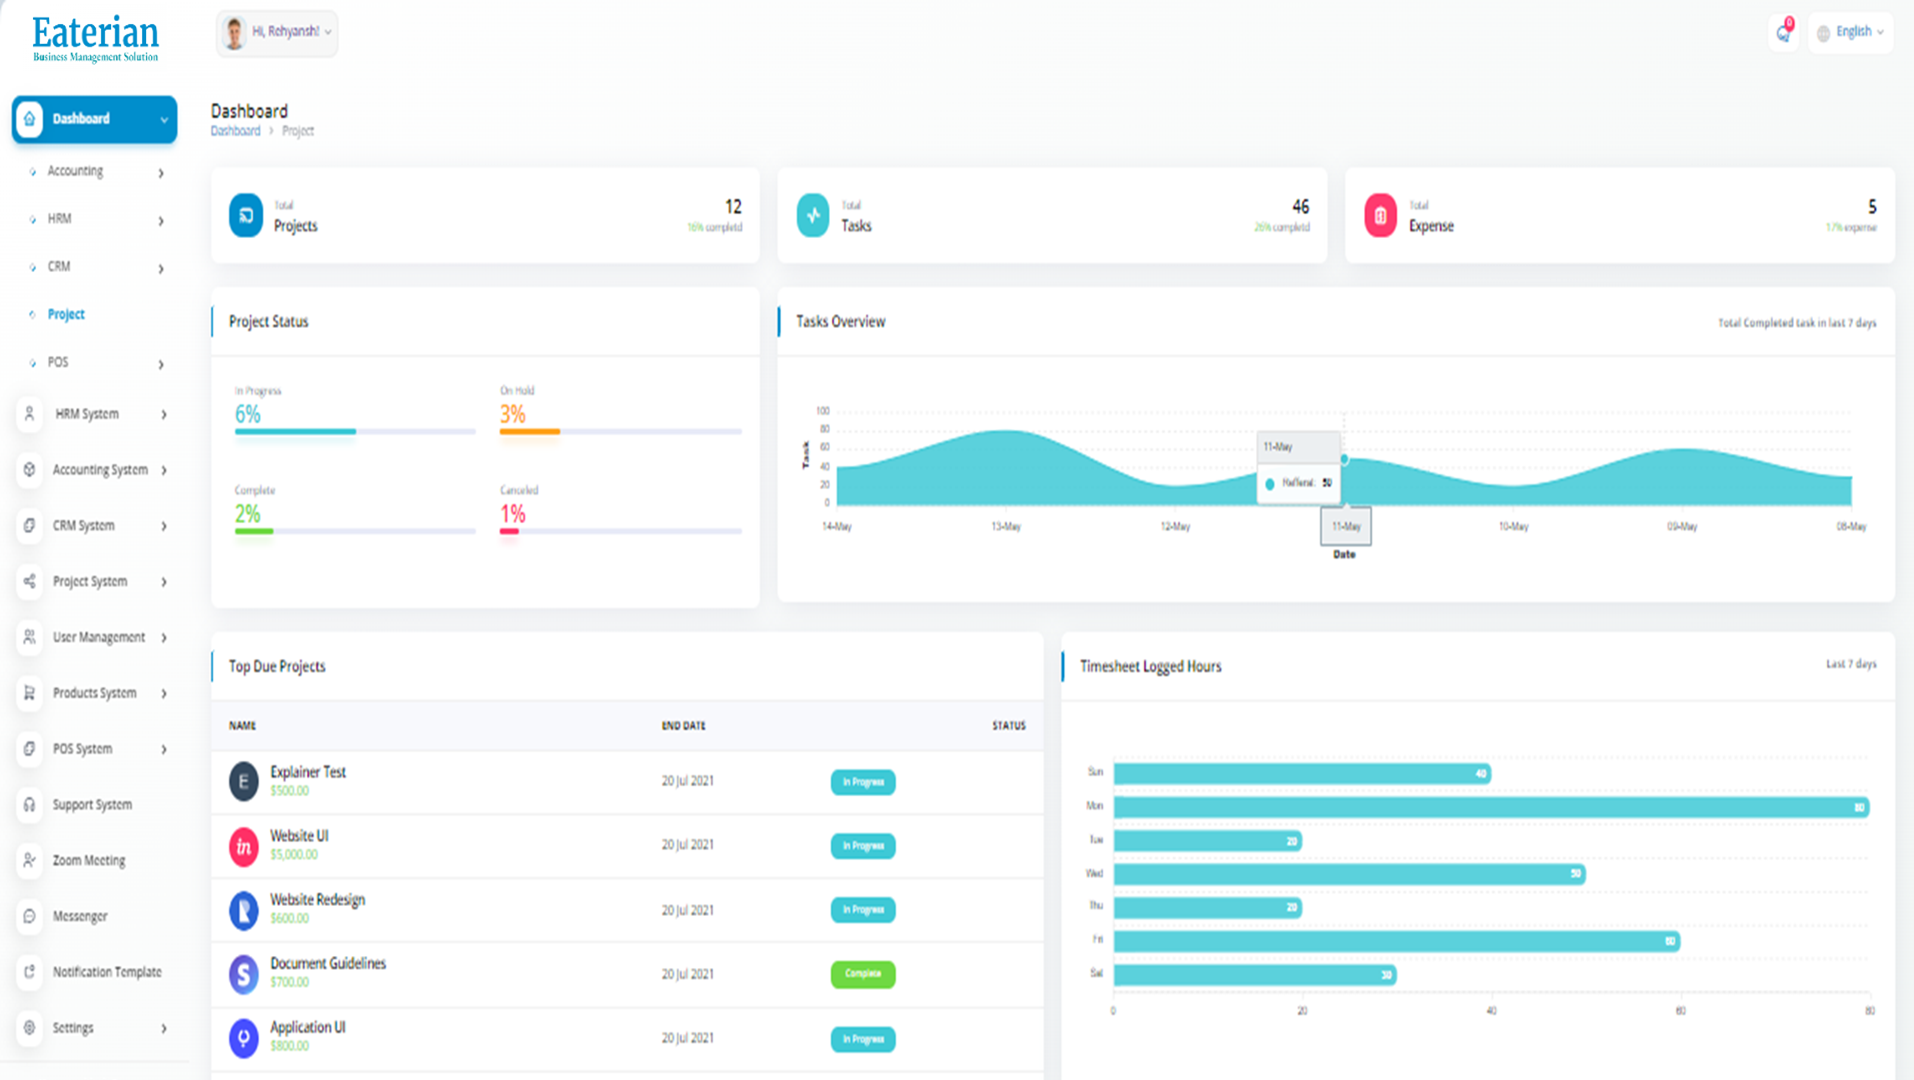 Eaterian
Business Management Solution
Hi, Rehyansh!
0
English
Dashboard
Accounting
HRM
CRM
Project
POS
HRM System
Accounting System
CRM System
Project System
User Management
Products System
POS System
Support System
Zoom Meeting
Messenger
Notification Template
Settings
Dashboard
Dashboard > Project
Total
Projects
12
16% completd
Total
Tasks
46
26% completd
Total
Expense
5
17% expense
Project Status
In Progress
6%
On Hold
3%
Complete
2%
Canceled
1%
Tasks Overview
Total Completed task in last 7 days
Task
100
80
60
40
20
0
11-May
Refferal: 50
14-May
13-May
12-May
11-May
10-May
09-May
08-May
Date
Top Due Projects
NAME END DATE STATUS
E
Explainer Test
$500.00
20 Jul 2021
In Progress
in
Website UI
$5,000.00
20 Jul 2021
In Progress
Website Redesign
$600.00
20 Jul 2021
In Progress
S
Document Guidelines
$700.00
20 Jul 2021
Complete
Application UI
$800.00
20 Jul 2021
In Progress
Timesheet Logged Hours
Last 7 days
Sun 40
Mon 80
Tue 20
Wed 50
Thu 20
Fri 60
Sat 30
0 20 40 60 80